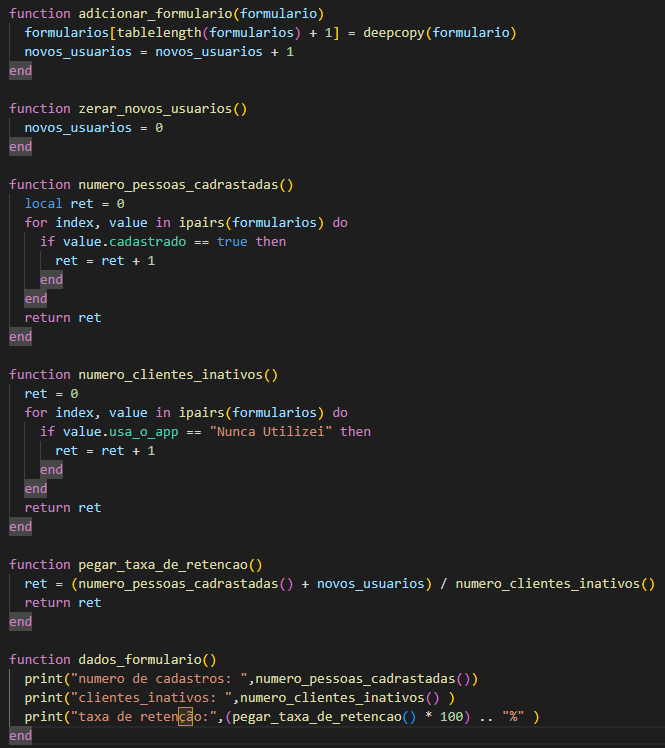 function adicionar_formulario(formulario)
  formularios[tablelength(formularios) + 1] = deepcopy(formulario)
  novos_usuarios = novos_usuarios + 1
end

function zerar_novos_usuarios()
  novos_usuarios = 0
end

function numero_pessoas_cadrastadas()
  local ret = 0
  for index, value in ipairs(formularios) do
    if value.cadastrado == true then
      ret = ret + 1
    end
  end
  return ret
end

function numero_clientes_inativos()
  ret = 0
  for index, value in ipairs(formularios) do
    if value.usa_o_app == "Nunca Utilizei" then
      ret = ret + 1
    end
  end
  return ret
end

function pegar_taxa_de_retencao()
  ret = (numero_pessoas_cadrastadas() + novos_usuarios) / numero_clientes_inativos()
  return ret
end

function dados_formulario()
  print("numero de cadastros: ",numero_pessoas_cadrastadas())
  print("clientes_inativos: ",numero_clientes_inativos() )
  print("taxa de retenção:",(pegar_taxa_de_retencao() * 100) .. "%" )
end